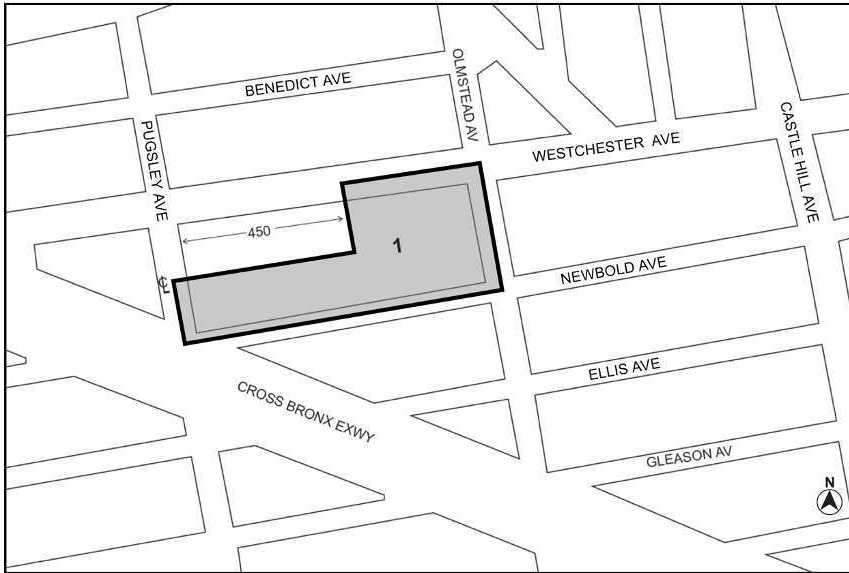 BENEDICT AVE
OLMSTEAD AV
WESTCHESTER AVE
CASTLE HILL AVE
PUGSLEY AVE
450
1
NEWBOLD AVE
ELLIS AVE
CROSS BRONX EXWY
GLEASON AV
N